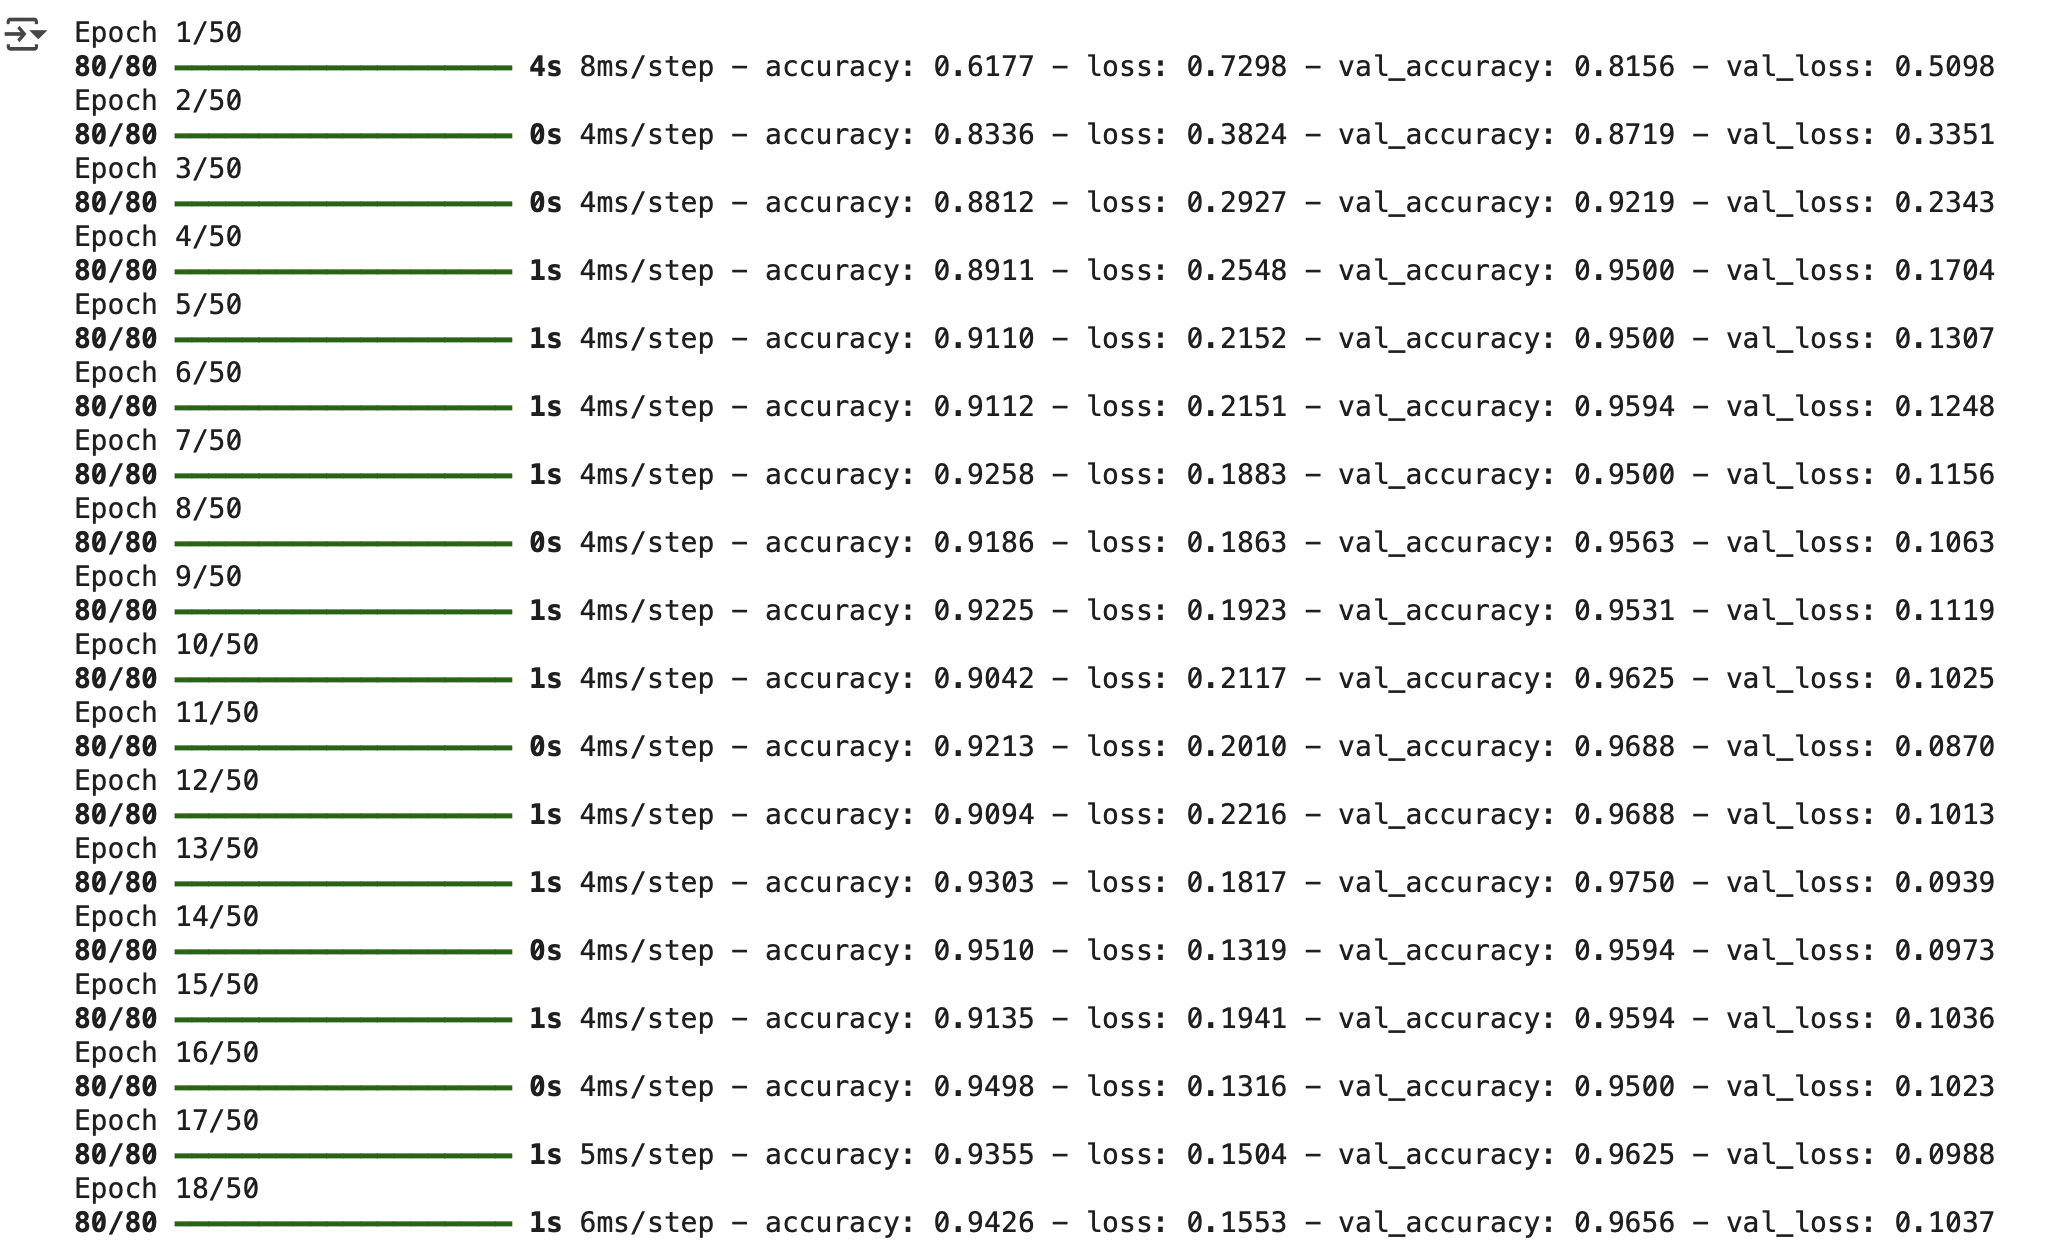 Epoch 1/50
80/80 ━━━━━━━━━━━━━━━━━━━━ 4s 8ms/step - accuracy: 0.6177 - loss: 0.7298 - val_accuracy: 0.8156 - val_loss: 0.5098
Epoch 2/50
80/80 ━━━━━━━━━━━━━━━━━━━━ 0s 4ms/step - accuracy: 0.8336 - loss: 0.3824 - val_accuracy: 0.8719 - val_loss: 0.3351
Epoch 3/50
80/80 ━━━━━━━━━━━━━━━━━━━━ 0s 4ms/step - accuracy: 0.8812 - loss: 0.2927 - val_accuracy: 0.9219 - val_loss: 0.2343
Epoch 4/50
80/80 ━━━━━━━━━━━━━━━━━━━━ 1s 4ms/step - accuracy: 0.8911 - loss: 0.2548 - val_accuracy: 0.9500 - val_loss: 0.1704
Epoch 5/50
80/80 ━━━━━━━━━━━━━━━━━━━━ 1s 4ms/step - accuracy: 0.9110 - loss: 0.2152 - val_accuracy: 0.9500 - val_loss: 0.1307
Epoch 6/50
80/80 ━━━━━━━━━━━━━━━━━━━━ 1s 4ms/step - accuracy: 0.9112 - loss: 0.2151 - val_accuracy: 0.9594 - val_loss: 0.1248
Epoch 7/50
80/80 ━━━━━━━━━━━━━━━━━━━━ 1s 4ms/step - accuracy: 0.9258 - loss: 0.1883 - val_accuracy: 0.9500 - val_loss: 0.1156
Epoch 8/50
80/80 ━━━━━━━━━━━━━━━━━━━━ 0s 4ms/step - accuracy: 0.9186 - loss: 0.1863 - val_accuracy: 0.9563 - val_loss: 0.1063
Epoch 9/50
80/80 ━━━━━━━━━━━━━━━━━━━━ 1s 4ms/step - accuracy: 0.9225 - loss: 0.1923 - val_accuracy: 0.9531 - val_loss: 0.1119
Epoch 10/50
80/80 ━━━━━━━━━━━━━━━━━━━━ 1s 4ms/step - accuracy: 0.9042 - loss: 0.2117 - val_accuracy: 0.9625 - val_loss: 0.1025
Epoch 11/50
80/80 ━━━━━━━━━━━━━━━━━━━━ 0s 4ms/step - accuracy: 0.9213 - loss: 0.2010 - val_accuracy: 0.9688 - val_loss: 0.0870
Epoch 12/50
80/80 ━━━━━━━━━━━━━━━━━━━━ 1s 4ms/step - accuracy: 0.9094 - loss: 0.2216 - val_accuracy: 0.9688 - val_loss: 0.1013
Epoch 13/50
80/80 ━━━━━━━━━━━━━━━━━━━━ 1s 4ms/step - accuracy: 0.9303 - loss: 0.1817 - val_accuracy: 0.9750 - val_loss: 0.0939
Epoch 14/50
80/80 ━━━━━━━━━━━━━━━━━━━━ 0s 4ms/step - accuracy: 0.9510 - loss: 0.1319 - val_accuracy: 0.9594 - val_loss: 0.0973
Epoch 15/50
80/80 ━━━━━━━━━━━━━━━━━━━━ 1s 4ms/step - accuracy: 0.9135 - loss: 0.1941 - val_accuracy: 0.9594 - val_loss: 0.1036
Epoch 16/50
80/80 ━━━━━━━━━━━━━━━━━━━━ 0s 4ms/step - accuracy: 0.9498 - loss: 0.1316 - val_accuracy: 0.9500 - val_loss: 0.1023
Epoch 17/50
80/80 ━━━━━━━━━━━━━━━━━━━━ 1s 5ms/step - accuracy: 0.9355 - loss: 0.1504 - val_accuracy: 0.9625 - val_loss: 0.0988
Epoch 18/50
80/80 ━━━━━━━━━━━━━━━━━━━━ 1s 6ms/step - accuracy: 0.9426 - loss: 0.1553 - val_accuracy: 0.9656 - val_loss: 0.1037